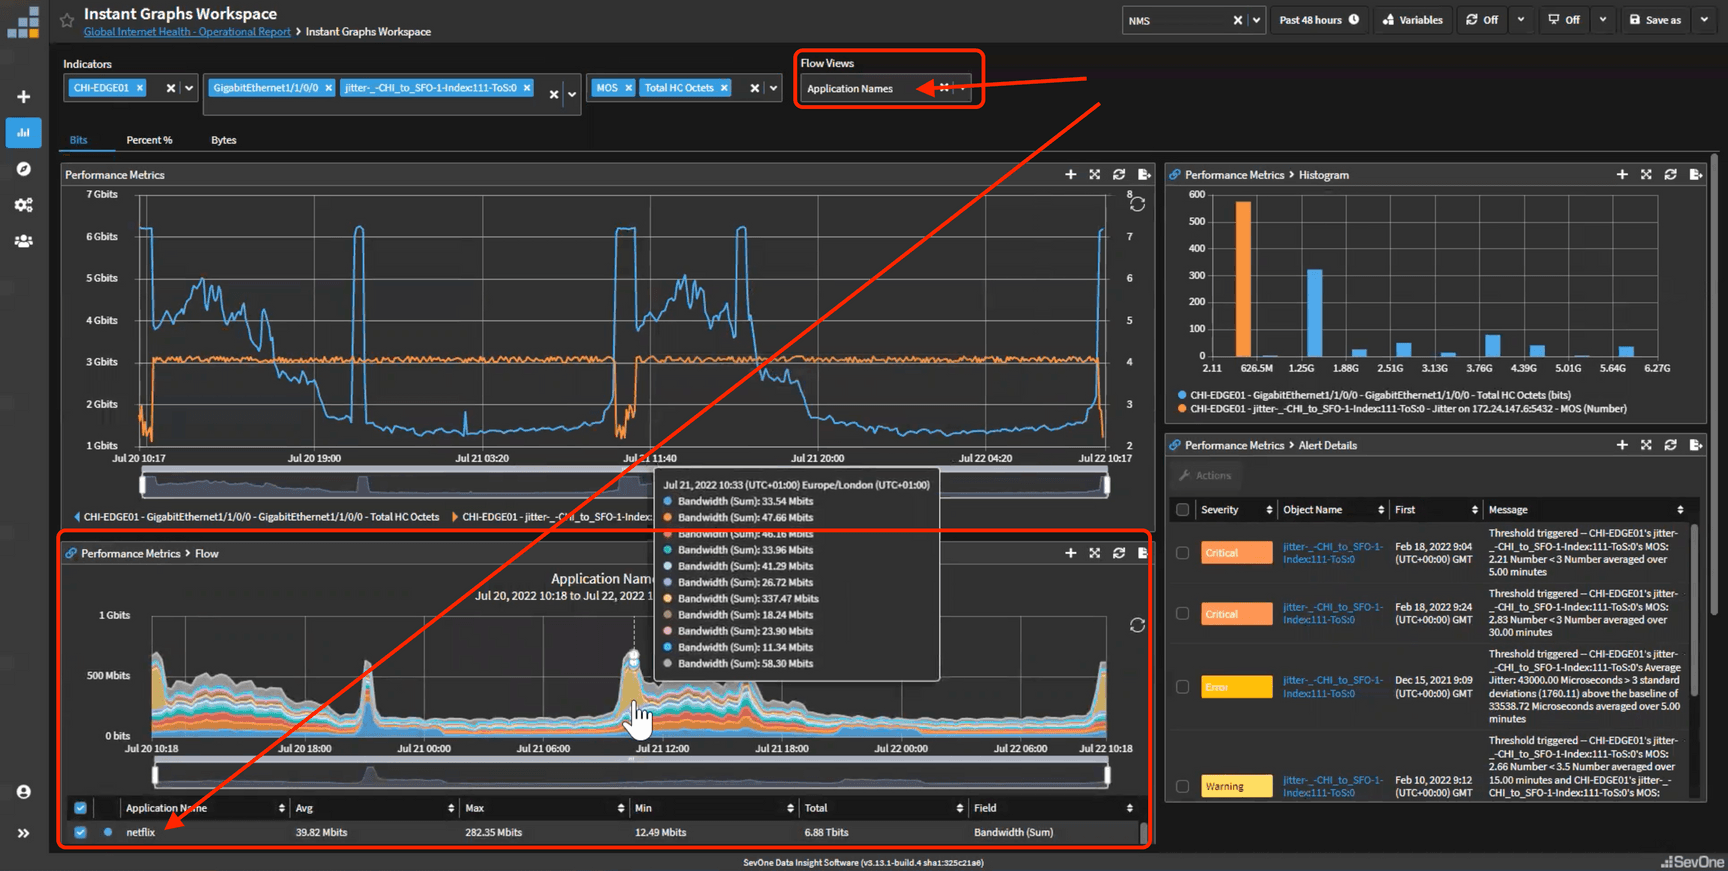 Instant Graphs Workspace
Global Internet Health - Operational Report > Instant Graphs Workspace
NMS
Past 48 hours
Variables
Off
Off
Save as
Indicators
CHI-EDGE01 ×
GigabitEthernet1/1/0/0 ×
jitter-_-CHI_to_SFO-1-Index:111-ToS:0 ×
MOS ×
Total HC Octets ×
Flow Views
Application Names
Bits
Percent %
Bytes
Performance Metrics
7 Gbits
6 Gbits
5 Gbits
4 Gbits
3 Gbits
2 Gbits
1 Gbits
8
7
6
5
4
3
2
Jul 20 10:17
Jul 20 19:00
Jul 21 03:20
Jul 21 11:40
Jul 21 20:00
Jul 22 04:20
Jul 22 10:17
CHI-EDGE01 - GigabitEthernet1/1/0/0 - GigabitEthernet1/1/0/0 - Total HC Octets
CHI-EDGE01 - jitter-_-CHI_to_SFO-1-Index:
Jul 21, 2022 10:33 (UTC+01:00) Europe/London (UTC+01:00)
Bandwidth (Sum): 33.54 Mbits
Bandwidth (Sum): 47.66 Mbits
Bandwidth (Sum): 46.16 Mbits
Bandwidth (Sum): 33.96 Mbits
Bandwidth (Sum): 41.29 Mbits
Bandwidth (Sum): 26.72 Mbits
Bandwidth (Sum): 337.47 Mbits
Bandwidth (Sum): 18.24 Mbits
Bandwidth (Sum): 23.90 Mbits
Bandwidth (Sum): 11.34 Mbits
Bandwidth (Sum): 58.30 Mbits
Performance Metrics > Flow
Application Name
Jul 20, 2022 10:18 to Jul 22, 2022 1
1 Gbits
500 Mbits
0 bits
Jul 20 10:18
Jul 20 18:00
Jul 21 00:00
Jul 21 06:00
Jul 21 12:00
Jul 21 18:00
Jul 22 00:00
Jul 22 06:00
Jul 22 10:18
Application Name
Avg
Max
Min
Total
Field
netflix
39.82 Mbits
282.35 Mbits
12.49 Mbits
6.88 Tbits
Bandwidth (Sum)
Performance Metrics > Histogram
600
500
400
300
200
100
0
2.11
626.5M
1.25G
1.88G
2.51G
3.13G
3.76G
4.39G
5.01G
5.64G
6.27G
CHI-EDGE01 - GigabitEthernet1/1/0/0 - GigabitEthernet1/1/0/0 - Total HC Octets (bits)
CHI-EDGE01 - jitter-_-CHI_to_SFO-1-Index:111-ToS:0 - Jitter on 172.24.147.6:5432 - MOS (Number)
Performance Metrics > Alert Details
Actions
Severity
Object Name
First
Message
Critical
jitter-_-CHI_to_SFO-1-
Index:111-ToS:0
Feb 18, 2022 9:04
(UTC+00:00) GMT
Threshold triggered -- CHI-EDGE01's jitter-
_-CHI_to_SFO-1-Index:111-ToS:0's MOS:
2.21 Number < 3 Number averaged over
5.00 minutes
Critical
jitter-_-CHI_to_SFO-1-
Index:111-ToS:0
Feb 18, 2022 9:24
(UTC+00:00) GMT
Threshold triggered -- CHI-EDGE01's jitter-
_-CHI_to_SFO-1-Index:111-ToS:0's MOS:
2.83 Number < 3 Number averaged over
30.00 minutes
Error
jitter-_-CHI_to_SFO-1-
Index:111-ToS:0
Dec 15, 2021 9:09
(UTC+00:00) GMT
Threshold triggered -- CHI-EDGE01's jitter-
_-CHI_to_SFO-1-Index:111-ToS:0's Average
Jitter: 43000.00 Microseconds > 3 standard
deviations (1760.11) above the baseline of
33538.72 Microseconds averaged over 5.00
minutes
Warning
jitter-_-CHI_to_SFO-1-
Index:111-ToS:0
Feb 10, 2022 9:12
(UTC+00:00) GMT
Threshold triggered -- CHI-EDGE01's jitter-
_-CHI_to_SFO-1-Index:111-ToS:0's MOS:
2.66 Number < 3.5 Number averaged over
15.00 minutes and CHI-EDGE01's jitter-_-
CHI_to_SFO-1-Index:111-ToS:0's MOS:
SevOne Data Insight Software (v3.13.1-build.4 sha1:325c21a6)
SevOne